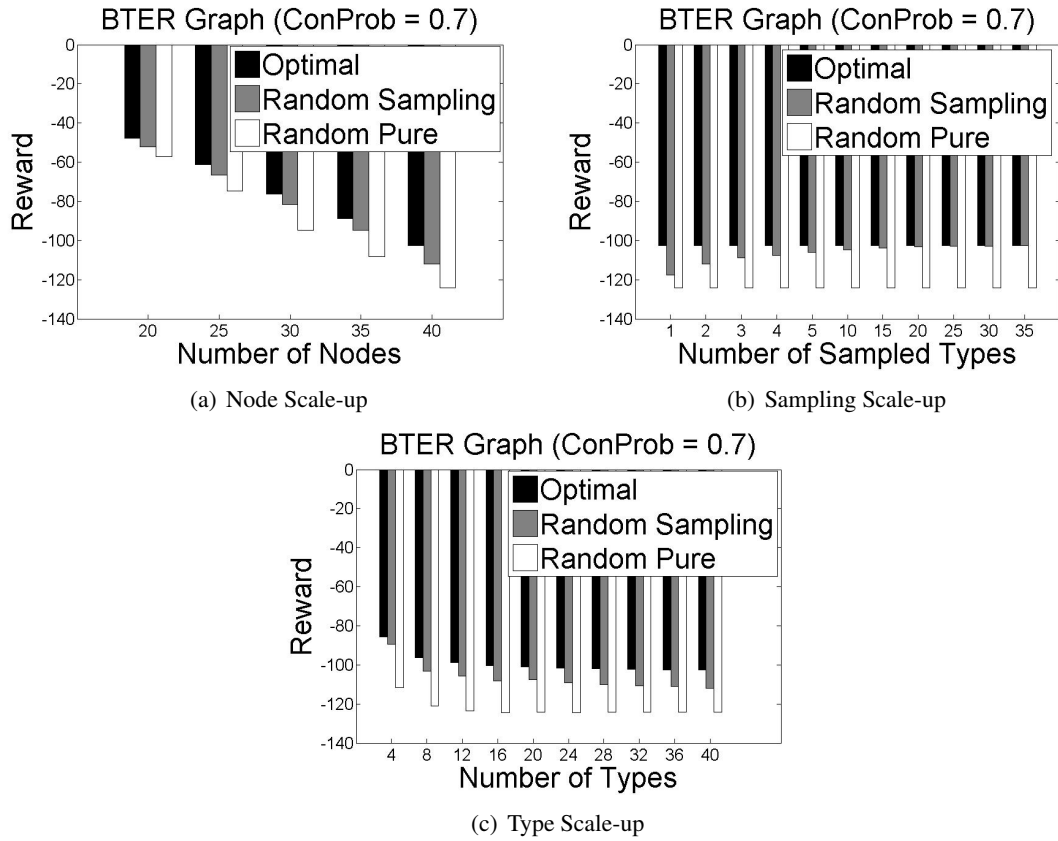 BTER Graph (ConProb = 0.7)
0
-20
-40
-60
-80
-100
-120
-140
Reward
Optimal
Random Sampling
Random Pure
20 25 30 35 40
Number of Nodes
(a) Node Scale-up
BTER Graph (ConProb = 0.7)
0
-20
-40
-60
-80
-100
-120
-140
Reward
Optimal
Random Sampling
Random Pure
1 2 3 4 5 10 15 20 25 30 35
Number of Sampled Types
(b) Sampling Scale-up
BTER Graph (ConProb = 0.7)
0
-20
-40
-60
-80
-100
-120
-140
Reward
Optimal
Random Sampling
Random Pure
4 8 12 16 20 24 28 32 36 40
Number of Types
(c) Type Scale-up